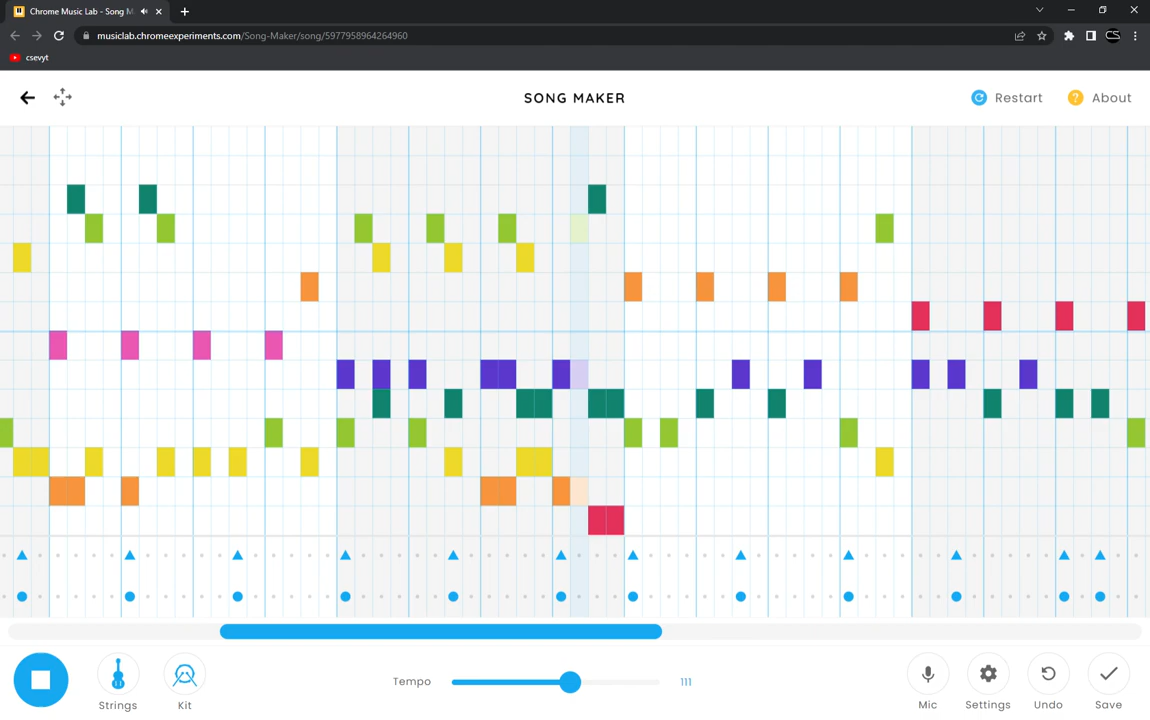 Chrome Music Lab - Song M
musiclab.chromeexperiments.com/Song-Maker/song/5977958964264960
CS
csevyt
SONG MAKER
Restart
? About
Tempo
111
Strings
Kit
Mic
Settings
Undo
Save